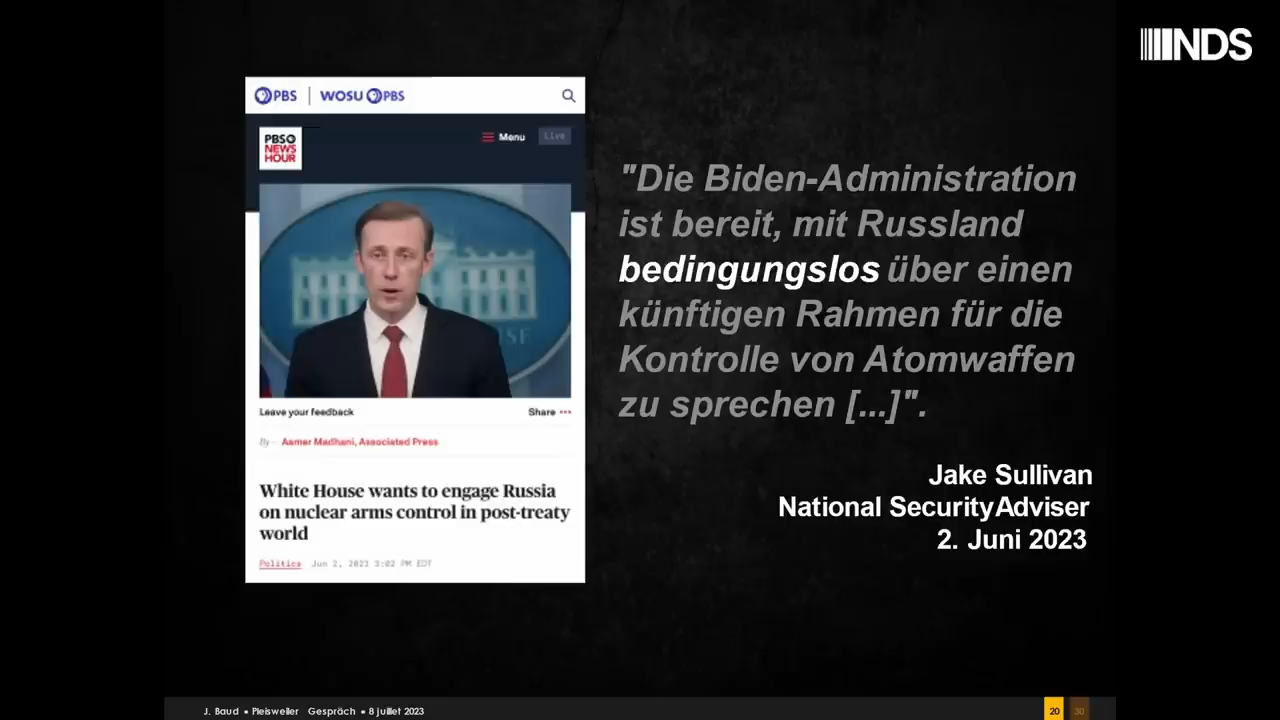 NDS
PBS | WOSU PBS
PBS NEWS HOUR
Menu
Live
Leave your feedback
Share •••
By — Aamer Madhani, Associated Press
White House wants to engage Russia
on nuclear arms control in post-treaty
world
Politics Jun 2, 2023 3:02 PM EDT
"Die Biden-Administration
ist bereit, mit Russland
bedingungslos über einen
künftigen Rahmen für die
Kontrolle von Atomwaffen
zu sprechen [...]".
Jake Sullivan
National SecurityAdviser
2. Juni 2023
J. Baud • Pleisweiler Gespräch • 8 juillet 2023
20 30